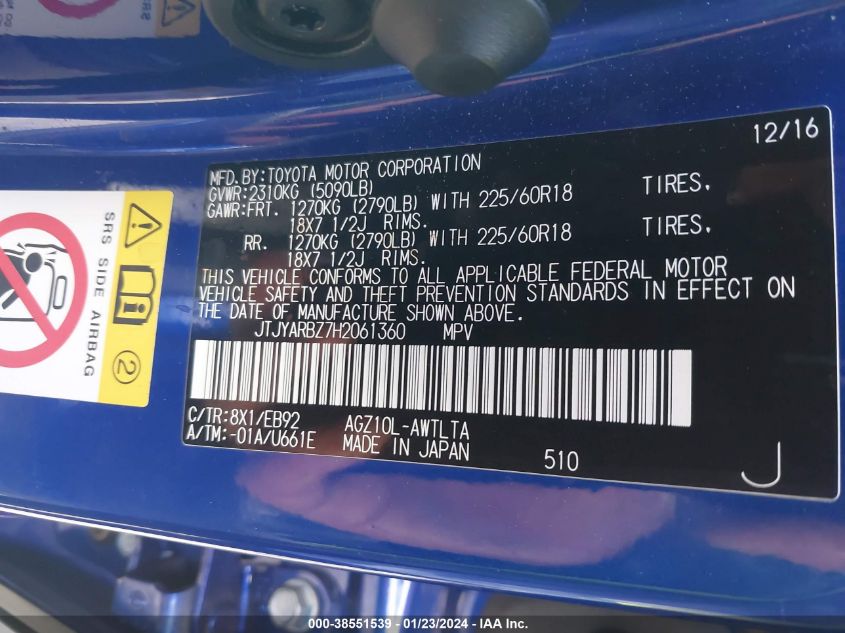 12/16
MFD. BY:TOYOTA MOTOR CORPORATION
GVWR:2310KG (5090LB)
GAWR:FRT. 1270KG (2790LB) WITH 225/60R18 TIRES,
18X7 1/2J RIMS.
RR. 1270KG (2790LB) WITH 225/60R18 TIRES,
18X7 1/2J RIMS.
THIS VEHICLE CONFORMS TO ALL APPLICABLE FEDERAL MOTOR
VEHICLE SAFETY AND THEFT PREVENTION STANDARDS IN EFFECT ON
THE DATE OF MANUFACTURE SHOWN ABOVE.
JTJYARBZ7H2061360 MPV
C/TR:8X1/EB92 AGZ10L-AWTLTA
A/TM:-01A/U661E MADE IN JAPAN 510 J
SRS SIDE AIRBAG
2
000-38551539 - 01/23/2024 - IAA Inc.